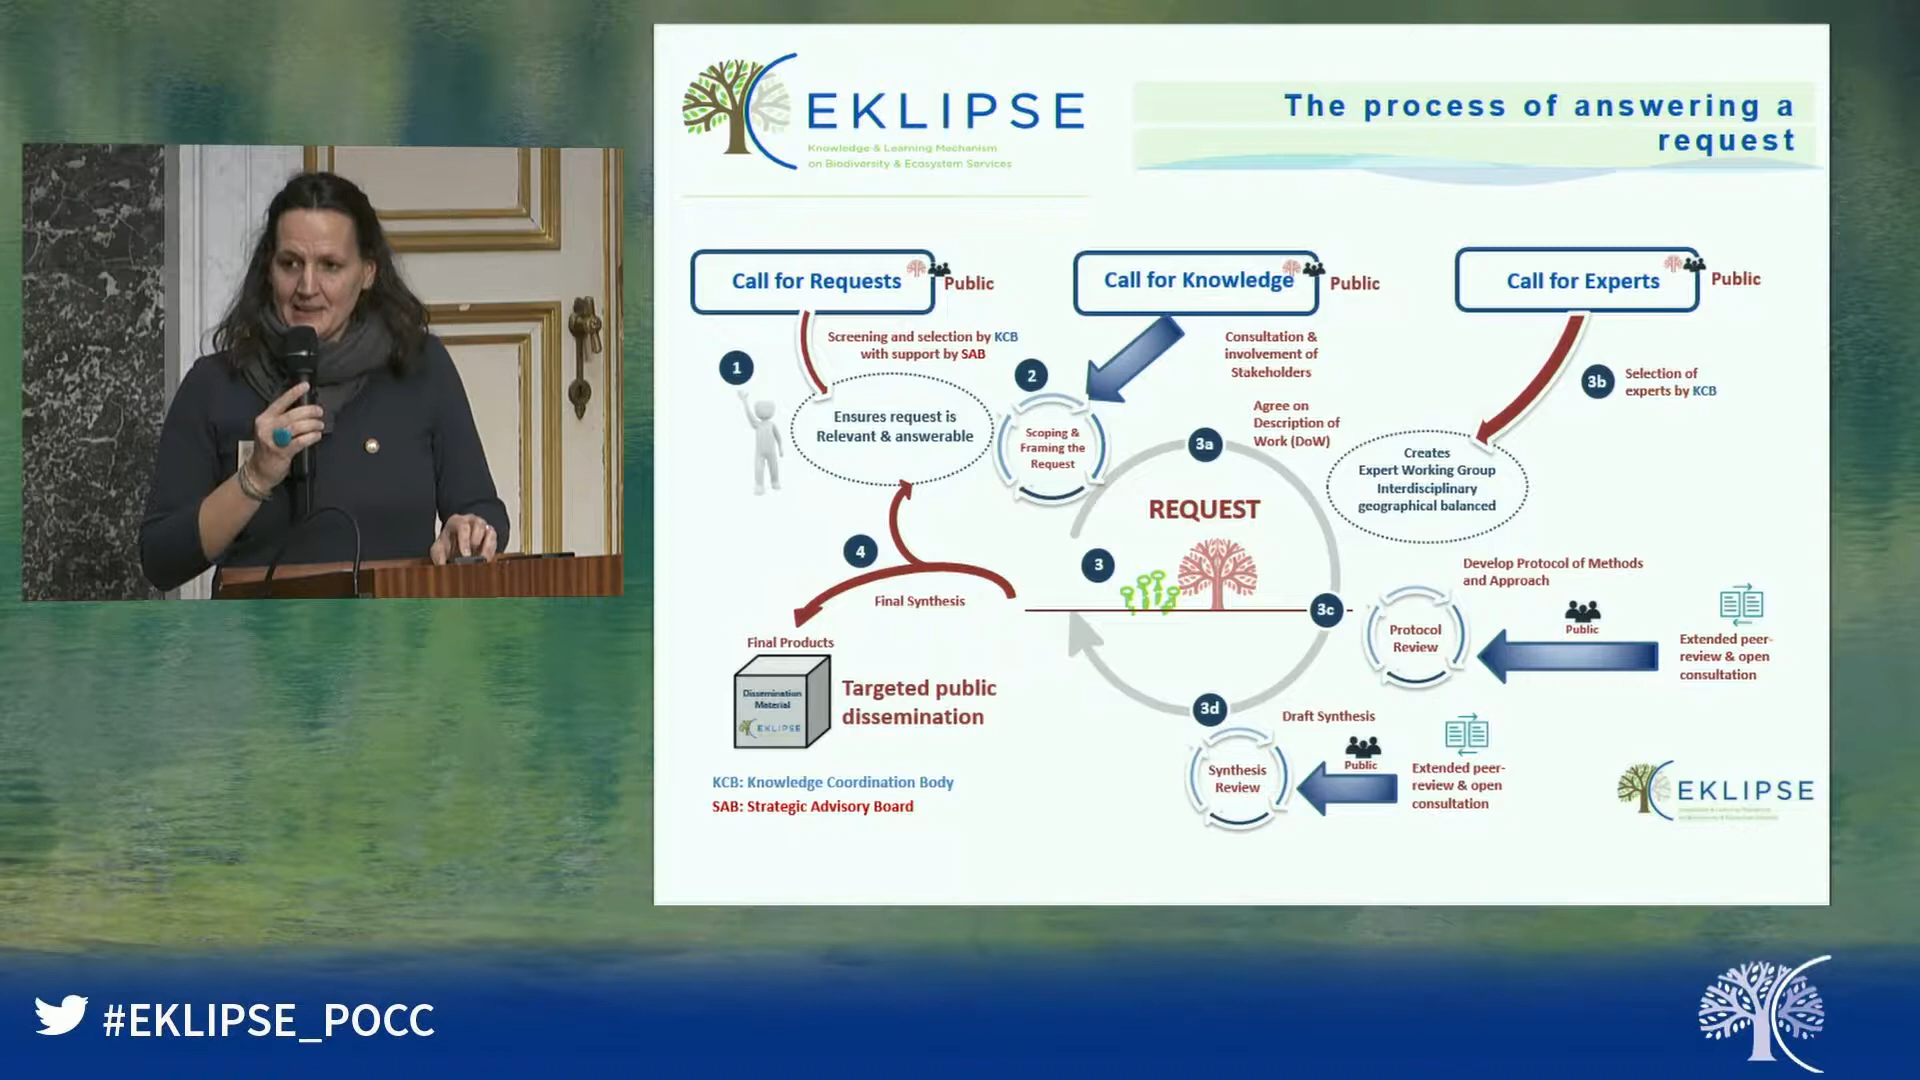 EKLIPSE
Knowledge & Learning Mechanism
on Biodiversity & Ecosystem Services
The process of answering a
request
Call for Requests
Public
Call for Knowledge
Public
Call for Experts
Public
Screening and selection by KCB
with support by SAB
1
Ensures request is
Relevant & answerable
2
Scoping &
Framing the
Request
Consultation &
involvement of
Stakeholders
3a
Agree on
Description of
Work (DoW)
3b
Selection of
experts by KCB
Creates
Expert Working Group
Interdisciplinary
geographical balanced
REQUEST
3
3c
Develop Protocol of Methods
and Approach
Protocol
Review
Public
Extended peer-
review & open
consultation
3d
Draft Synthesis
Synthesis
Review
Public
Extended peer-
review & open
consultation
4
Final Synthesis
Final Products
Dissemination
Material
EKLIPSE
Targeted public
dissemination
KCB: Knowledge Coordination Body
SAB: Strategic Advisory Board
EKLIPSE
#EKLIPSE_POCC